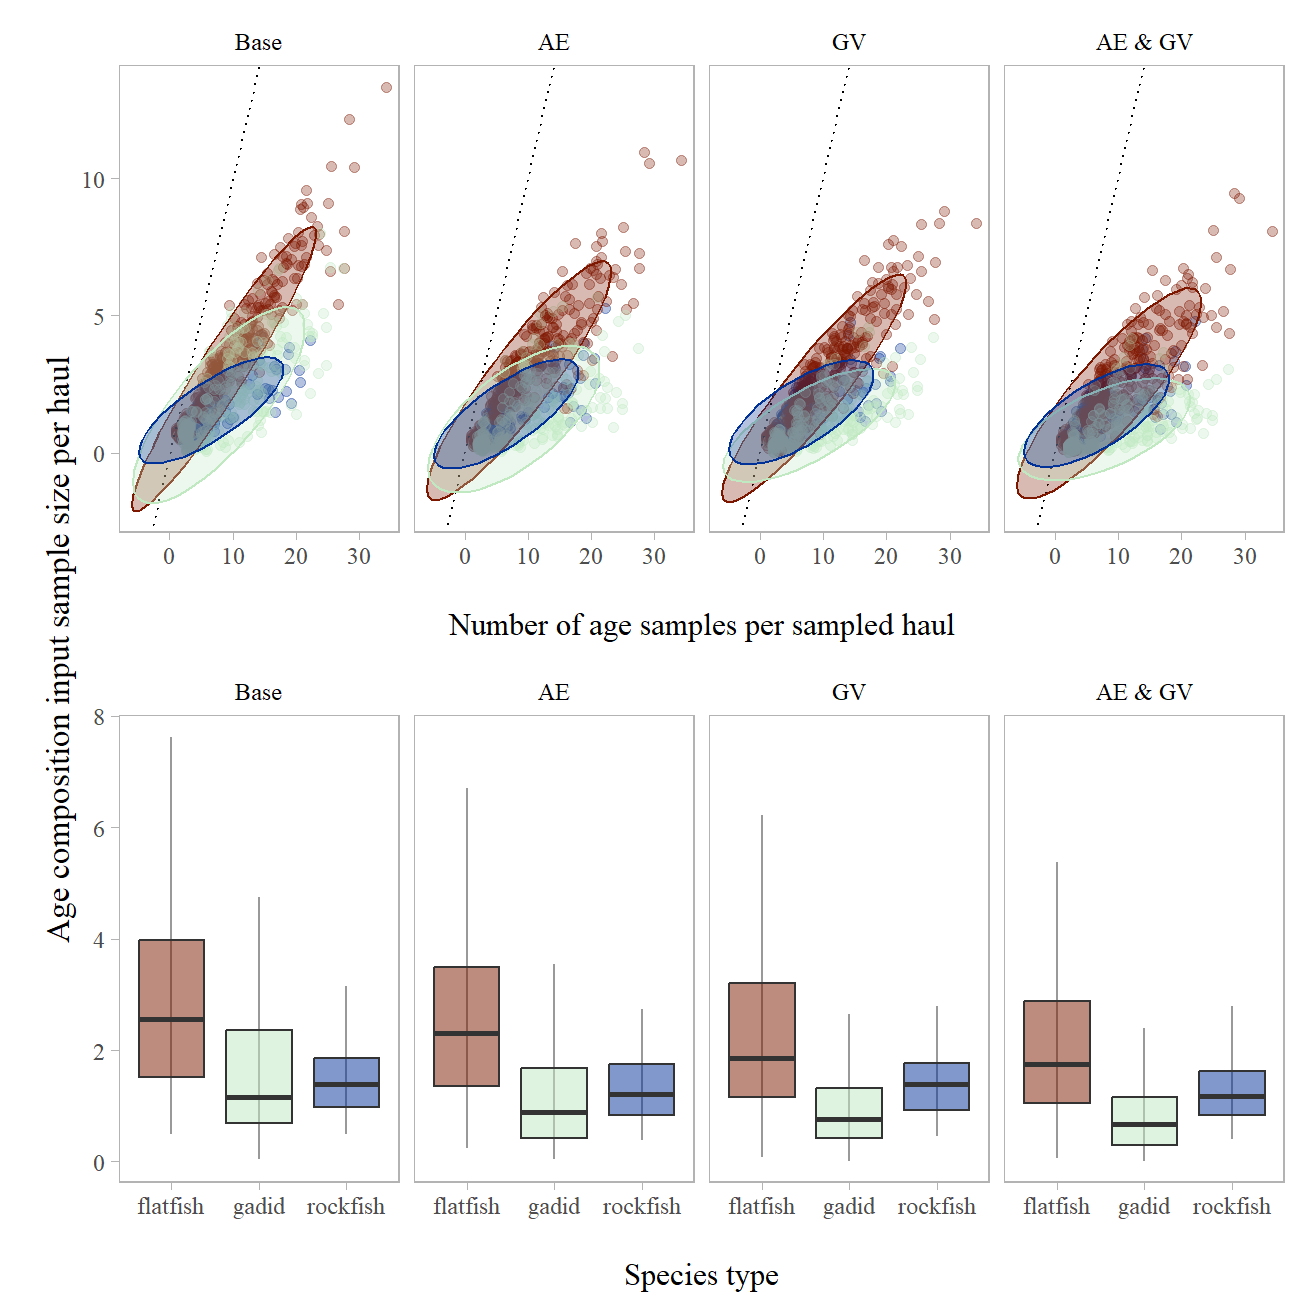 Base AE GV AE & GV
10
5
0
0 10 20 30 0 10 20 30 0 10 20 30 0 10 20 30
Number of age samples per sampled haul
Age composition input sample size per haul
Base AE GV AE & GV
8
6
4
2
0
flatfish gadid rockfish flatfish gadid rockfish flatfish gadid rockfish flatfish gadid rockfish
Species type